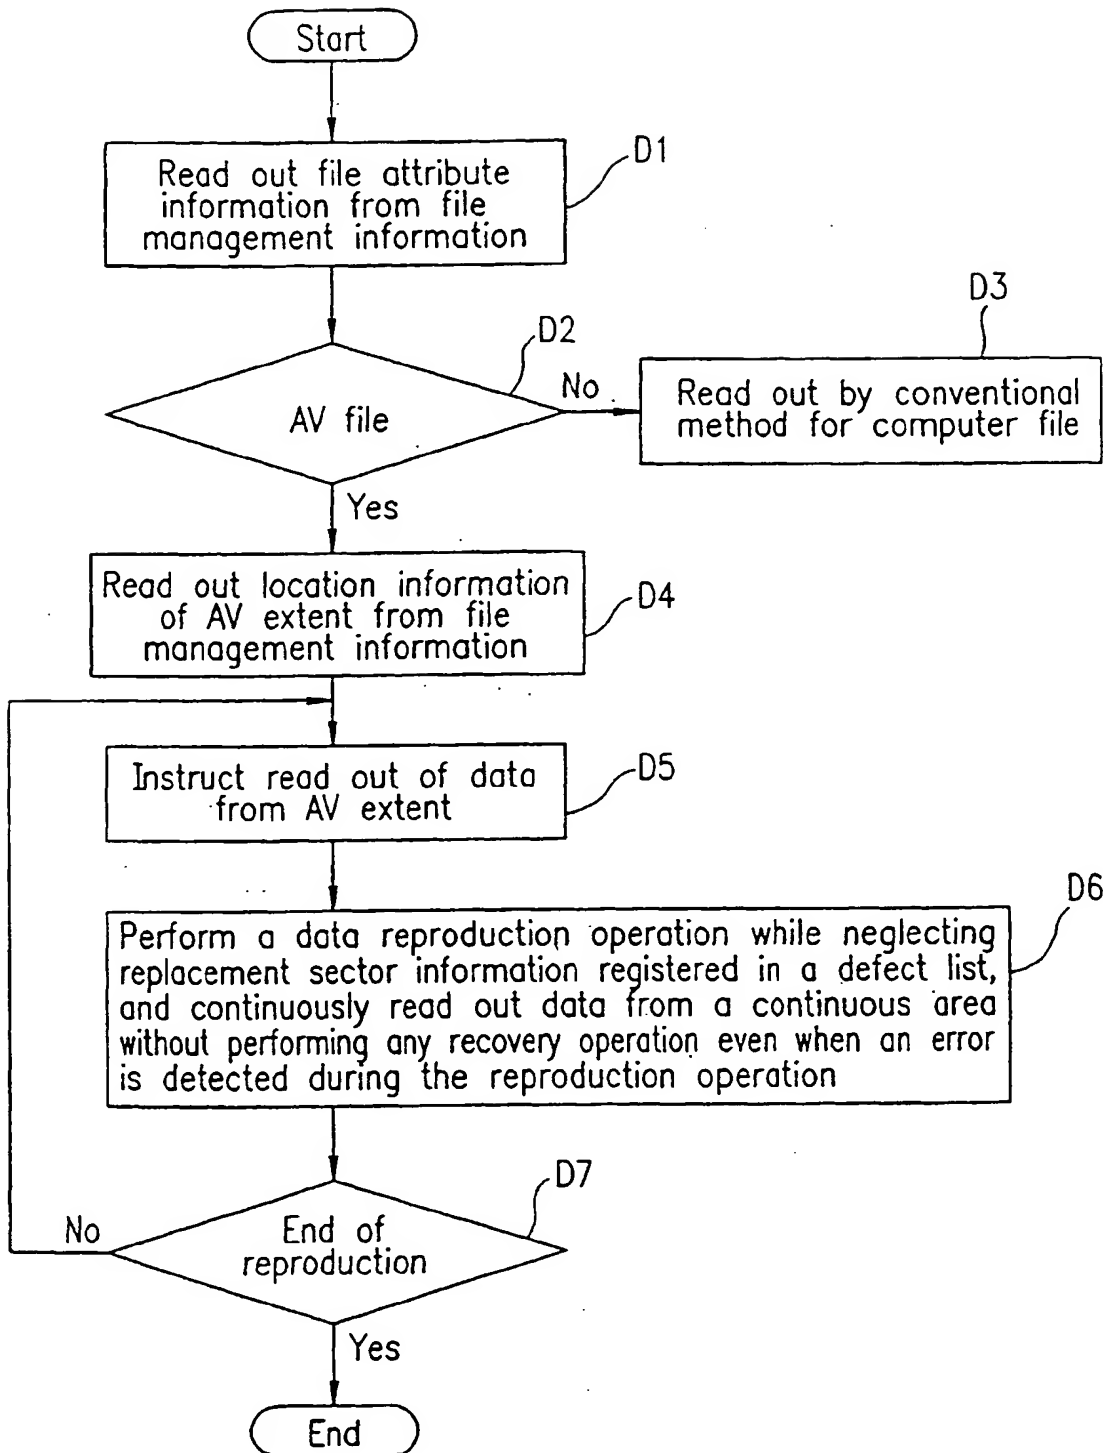 Start
D1
Read out file attribute
information from file
management information
D2
D3
AV file
No
Read out by conventional
method for computer file
Yes
Read out location information
of AV extent from file
management information
D4
Instruct read out of data
from AV extent
D5
D6
Perform a data reproduction operation while neglecting
replacement sector information registered in a defect list,
and continuously read out data from a continuous area
without performing any recovery operation even when an error
is detected during the reproduction operation
D7
No
End of
reproduction
Yes
End